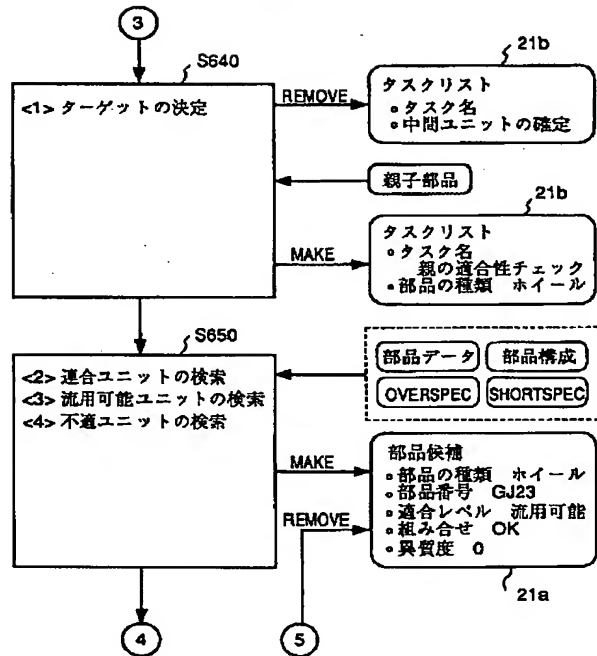 3
S640
<1> ターゲットの決定
REMOVE
21b
タスクリスト
。タスク名
。中間ユニットの確定
親子部品
21b
MAKE
タスクリスト
。タスク名
親の適合性チェック
。部品の種類 ホイール
S650
<2> 連合ユニットの検索
<3> 流用可能ユニットの検索
<4> 不適ユニットの検索
部品データ 部品構成
OVERSPEC SHORTSPEC
MAKE
REMOVE
部品候補
。部品の種類 ホイール
。部品番号 GJ23
。適合レベル 流用可能
。組み合せ OK
。異質度 0
21a
4
5